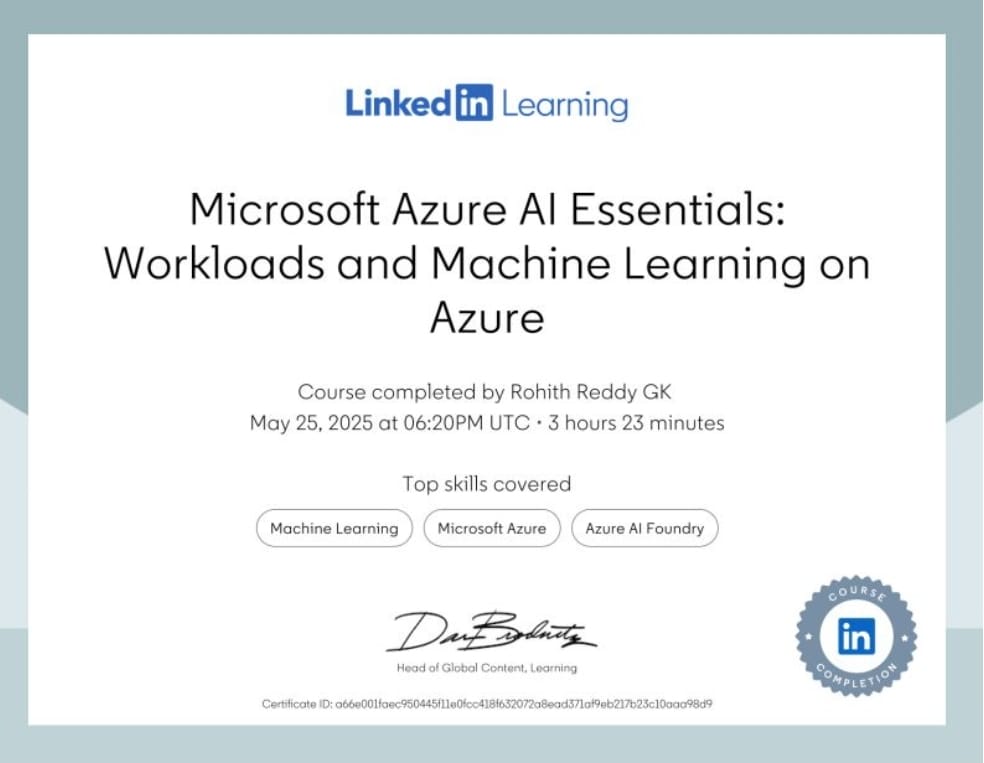 Linked in Learning
Microsoft Azure AI Essentials:
Workloads and Machine Learning on
Azure
Course completed by Rohith Reddy GK
May 25, 2025 at 06:20PM UTC • 3 hours 23 minutes
Top skills covered
Machine Learning Microsoft Azure Azure AI Foundry
Head of Global Content, Learning
COURSE
in
COMPLETION
Certificate ID: a66e001faec950445f11e0fcc418f632072a8ead371af9eb217b23c10aaa98d9